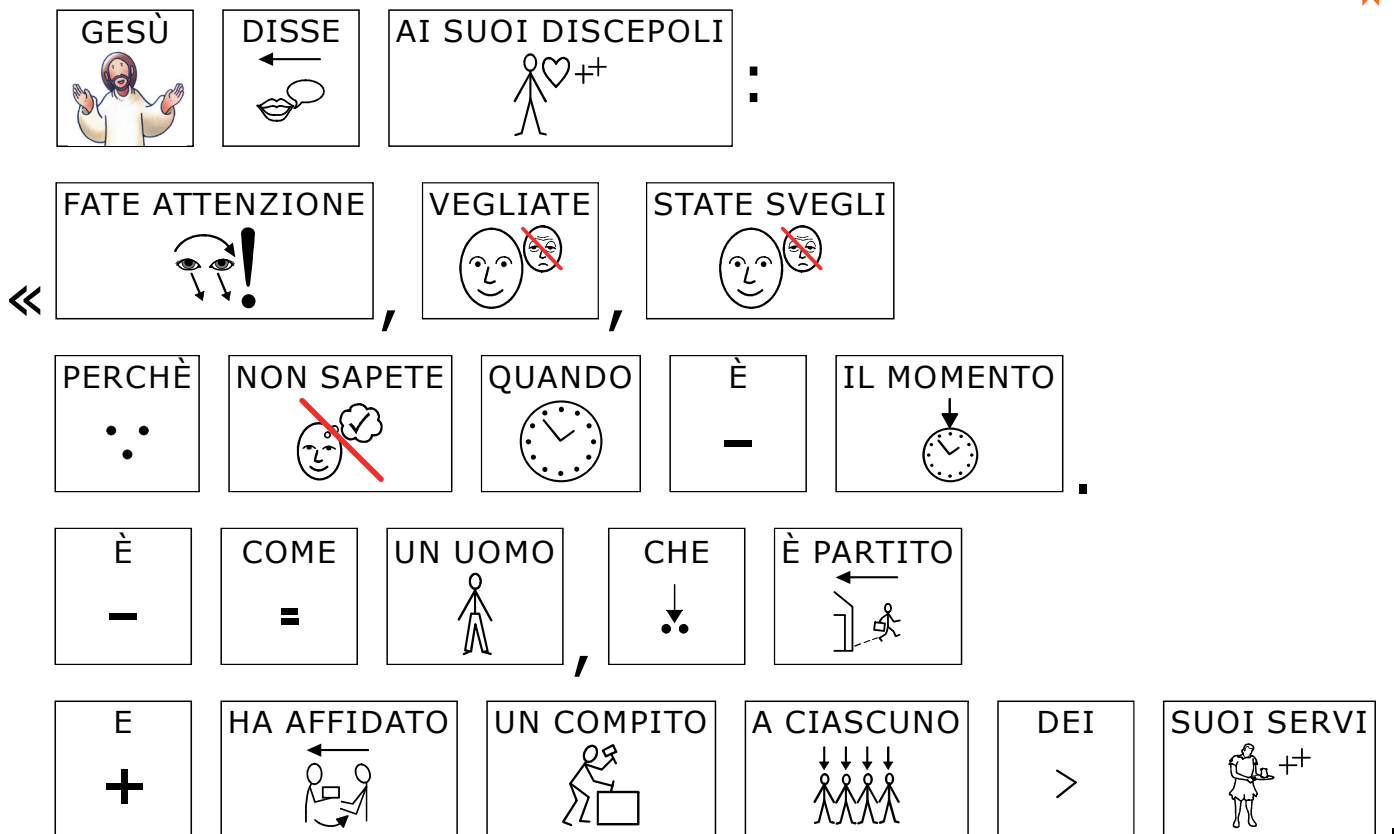 GESÙ DISSE AI SUOI DISCEPOLI :
« FATE ATTENZIONE , VEGLIATE , STATE SVEGLI
PERCHÈ NON SAPETE QUANDO È IL MOMENTO .
È COME UN UOMO , CHE È PARTITO
E HA AFFIDATO UN COMPITO A CIASCUNO DEI SUOI SERVI .